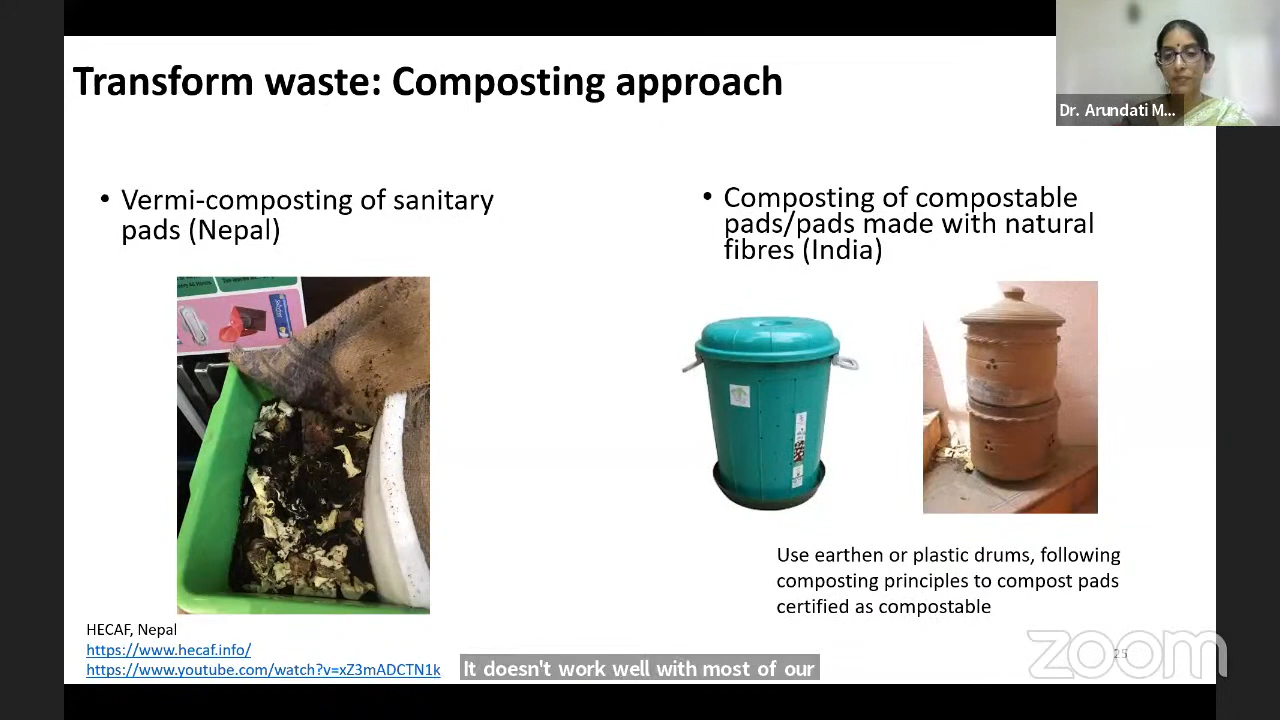 Transform waste: Composting approach
Dr. Arundati M...
• Vermi-composting of sanitary
pads (Nepal)
• Composting of compostable
pads/pads made with natural
fibres (India)
Use earthen or plastic drums, following
composting principles to compost pads
certified as compostable
HECAF, Nepal
https://www.hecaf.info/
https://www.youtube.com/watch?v=xZ3mADCTN1k
It doesn't work well with most of our
zoom
25